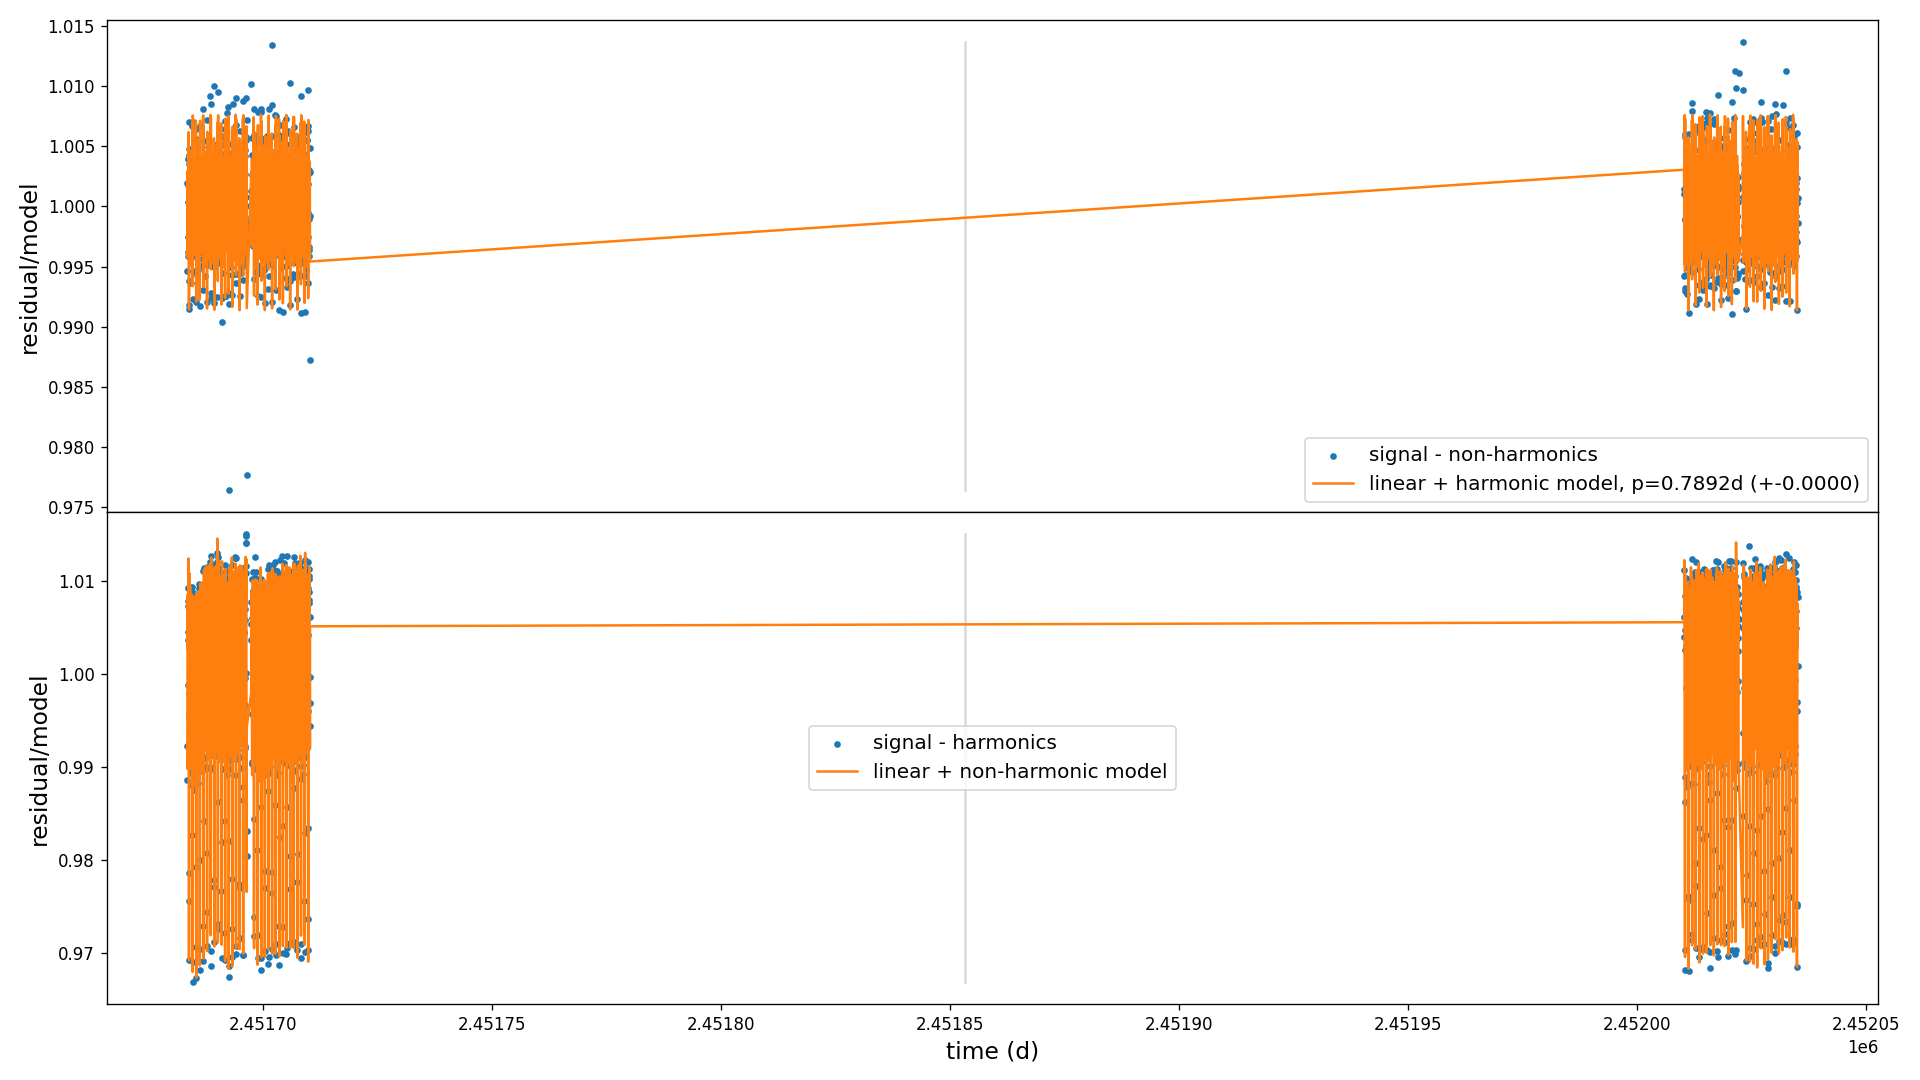 1.015
1.010
1.005
1.000
0.995
0.990
0.985
0.980
0.975
residual/model
signal - non-harmonics
linear + harmonic model, p=0.7892d (+-0.0000)
1.01
1.00
0.99
0.98
0.97
residual/model
signal - harmonics
linear + non-harmonic model
2.45170 2.45175 2.45180 2.45185 2.45190 2.45195 2.45200 2.45205
time (d)
1e6